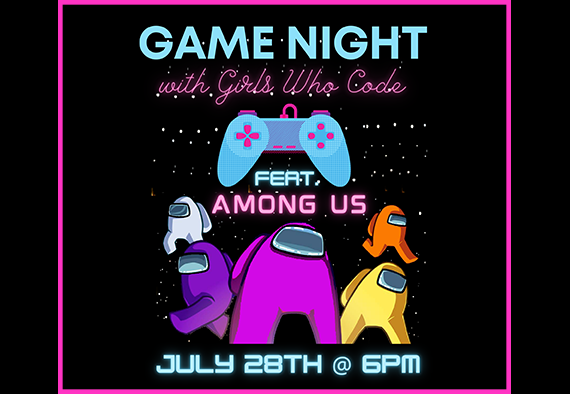 GAME NIGHT
with Girls Who Code
FEAT.
AMONG US
JULY 28TH @ 6PM